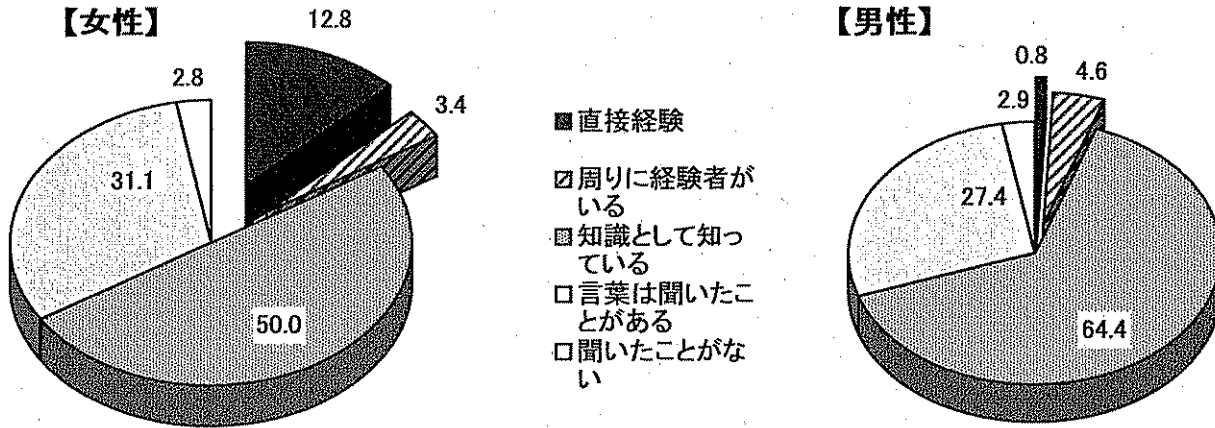 【女性】
12.8
3.4
2.8
31.1
50.0
■直接経験
周りに経験者が
いる
知識として知っ
ている
□言葉は聞いたこ
とがある
□聞いたことがな
い
【男性】
0.8
4.6
2.9
27.4
64.4